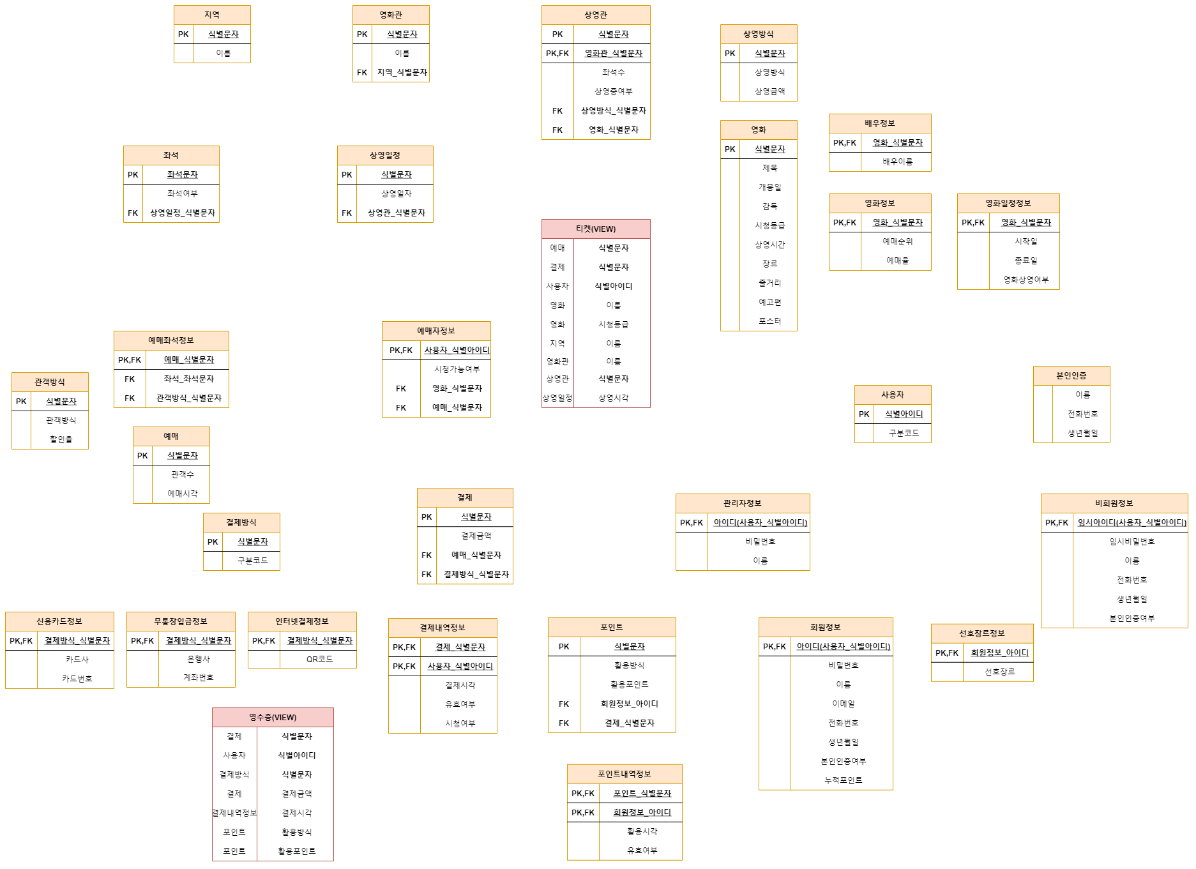 지역
PK 식별문자
이름
영화관
PK 식별문자
이름
FK 지역_식별문자
상영관
PK 식별문자
PK,FK 영화관_식별문자
좌석수
상영중여부
FK 상영방식_식별문자
FK 영화_식별문자
상영방식
PK 식별문자
상영방식
상영금액
영화
PK 식별문자
제목
개봉일
감독
시청등급
상영시간
장르
줄거리
예고편
포스터
배우정보
PK,FK 영화_식별문자
배우이름
좌석
PK 좌석문자
좌석여부
FK 상영일정_식별문자
상영일정
PK 식별문자
상영일자
FK 상영관_식별문자
영화정보
PK,FK 영화_식별문자
예매순위
예매율
영화일정정보
PK,FK 영화_식별문자
시작일
종료일
영화상영여부
티켓(VIEW)
예매 식별문자
결제 식별문자
사용자 식별아이디
영화 이름
영화 시청등급
지역 이름
영화관 이름
상영관 식별문자
상영일정 상영시각
예매좌석정보
PK,FK 예매_식별문자
FK 좌석_좌석문자
FK 관객방식_식별문자
예매자정보
PK,FK 사용자_식별아이디
시청가능여부
FK 영화_식별문자
FK 예매_식별문자
관객방식
PK 식별문자
관객방식
할인율
사용자
PK 식별아이디
구분코드
본인인증
이름
전화번호
생년월일
예매
PK 식별문자
관객수
예매시각
결제방식
PK 식별문자
구분코드
결제
PK 식별문자
결제금액
FK 예매_식별문자
FK 결제방식_식별문자
관리자정보
PK,FK 아이디(사용자_식별아이디)
비밀번호
이름
비회원정보
PK,FK 임시아이디(사용자_식별아이디)
임시비밀번호
이름
전화번호
생년월일
본인인증여부
신용카드정보
PK,FK 결제방식_식별문자
카드사
카드번호
무통장입금정보
PK,FK 결제방식_식별문자
은행사
계좌번호
인터넷결제정보
PK,FK 결제방식_식별문자
QR코드
결제내역정보
PK,FK 결제_식별문자
PK,FK 사용자_식별아이디
결제시각
유효여부
시청여부
포인트
PK 식별문자
활용방식
활용포인트
FK 회원정보_아이디
FK 결제_식별문자
회원정보
PK,FK 아이디(사용자_식별아이디)
비밀번호
이름
이메일
전화번호
생년월일
본인인증여부
누적포인트
선호장르정보
PK,FK 회원정보_아이디
선호장르
영수증(VIEW)
결제 식별문자
사용자 식별아이디
결제방식 식별문자
결제 결제금액
결제내역정보 결제시각
포인트 활용방식
포인트 활용포인트
포인트내역정보
PK,FK 포인트_식별문자
PK,FK 회원정보_아이디
활용시각
유효여부